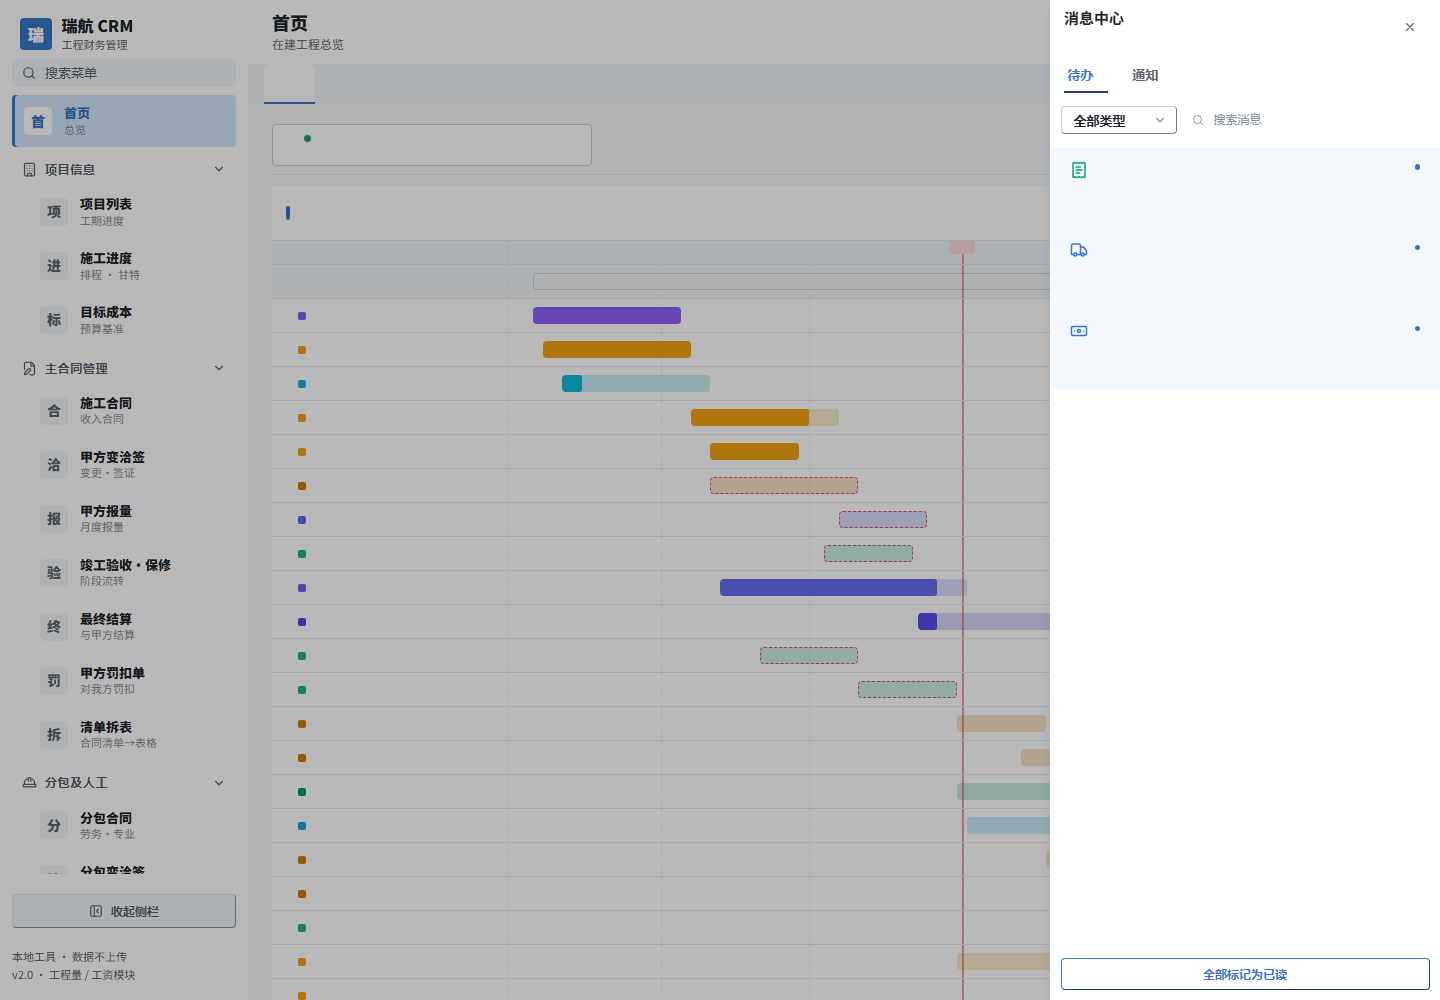 瑞
瑞航 CRM
工程财务管理
搜索菜单
首
首页
总览
项目信息
项
项目列表
工期进度
进
施工进度
排程 · 甘特
标
目标成本
预算基准
主合同管理
合
施工合同
收入合同
洽
甲方变洽签
变更·签证
报
甲方报量
月度报量
验
竣工验收·保修
阶段流转
终
最终结算
与甲方结算
罚
甲方罚扣单
对我方罚扣
拆
清单拆表
合同清单→表格
分包及人工
分
分包合同
劳务·专业
分包变洽签
收起侧栏
本地工具 · 数据不上传
v2.0 · 工程量 / 工资模块
首页
在建工程总览
消息中心
待办
通知
全部类型
搜索消息
全部标记为已读